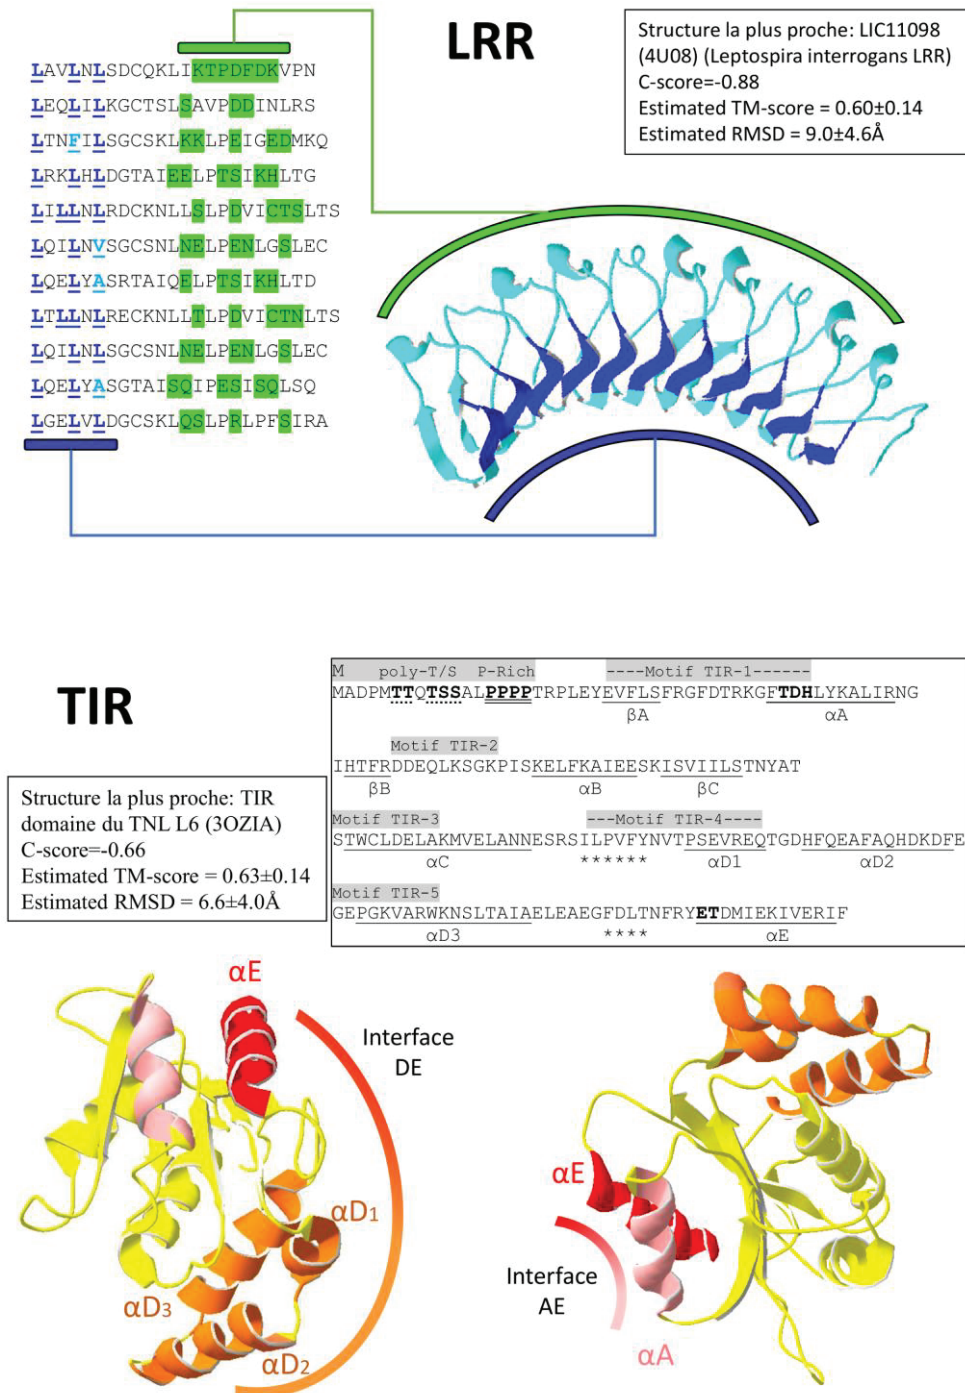 LRR
Structure la plus proche: LIC11098
(4U08) (Leptospira interrogans LRR)
C-score=-0.88
Estimated TM-score = 0.60±0.14
Estimated RMSD = 9.0±4.6Å
LAVLNLSDCQKLIKTPDFDKVPN
LEQLILKGCTSLSAVPDDINLRS
LTNFILSGCSKLKKLPEIGEDMKQ
LRKLHLDGTAIEELPTSIKHLTG
LILLNLRDCKNLLSLPDVICTSLTS
LQILNVSGCSNLNELPENLGSLEC
LQELYASRTAIQELPTSIKHLTD
LTLLNLRECKNLLTLPDVICTNLTS
LQILNLSGCSNLNELPENLGSLEC
LQELYASGTAISQIPESISQLSQ
LGELVLDGCSKLQSLPRLPFSIRA
TIR
M poly-T/S P-Rich ----Motif TIR-1------
MADPMTTQTSSALPPPPTRPLEYEVFLSFRGFDTRKGFTDHLYKALIRNG
βA αA
Motif TIR-2
IHTFRDDEQLKSGKPISKELFKAIEESKISVIILSTNYAT
βB αB βC
Motif TIR-3 ---Motif TIR-4----
STWCLDELAKMVELANNESRSILPVFYNVTPSEVREQTGDHFQEAFAQHDKDFE
αC ****** αD1 αD2
Motif TIR-5
GEPGKVARWKNSLTAIAELEAEGFDLTNFRYETDMIEKIVERIF
αD3 **** αE
Structure la plus proche: TIR
domaine du TNL L6 (3OZIA)
C-score=-0.66
Estimated TM-score = 0.63±0.14
Estimated RMSD = 6.6±4.0Å
αE
Interface
DE
αD1
αD3
αD2
αE
Interface
AE
αA